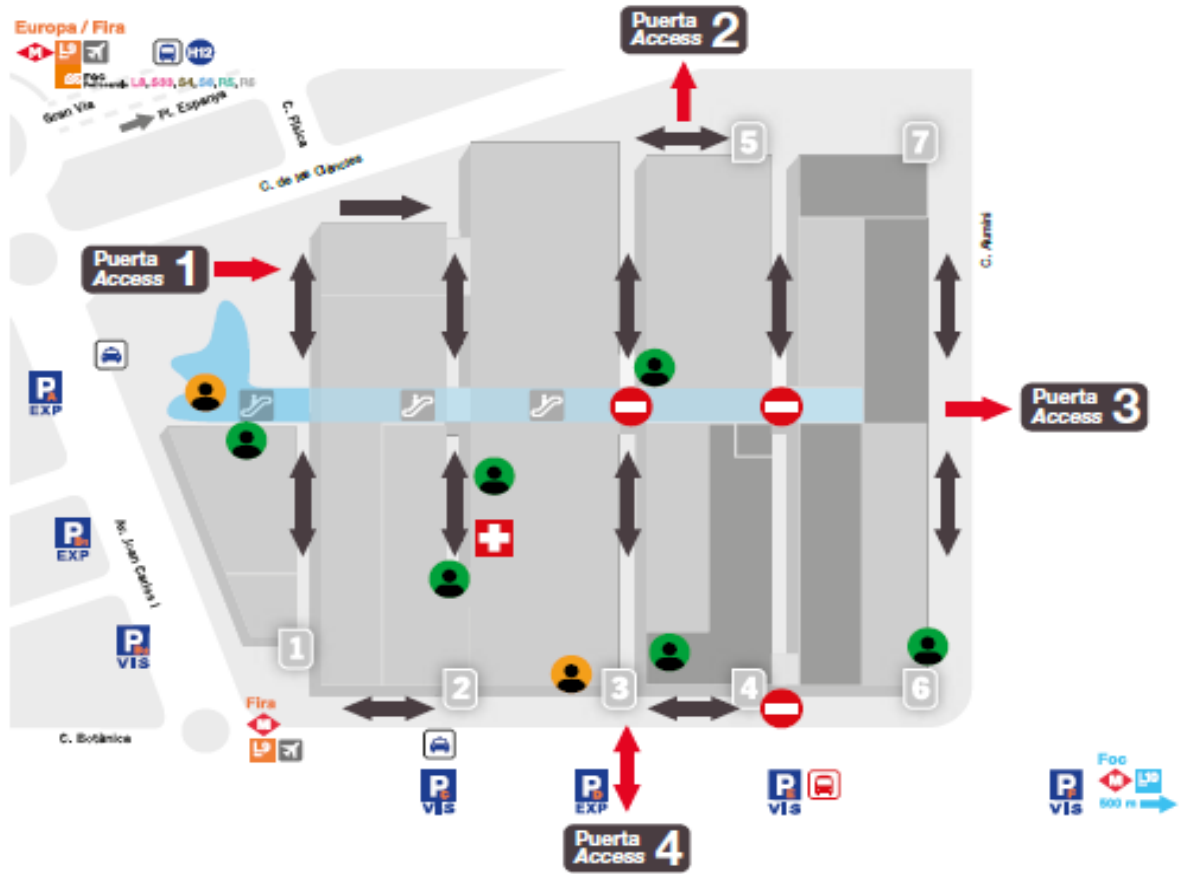 Europa / Fira
M L9
H12
L8, S33, S4, S8, R5, R6
Gran Via
Pl. Espanya
C. Física
C. de les Ciències
Puerta
Access 2
5
7
Puerta
Access 1
C. Alumini
P
EXP
Puerta
Access 3
P
EXP
Av. Joan Carles I
P
VIS
1
2
3
4
6
Fira
M
L9
C. Botànica
P
VIS
P
EXP
P
VIS
P
VIS
Foc
M L10
500 m
Puerta
Access 4